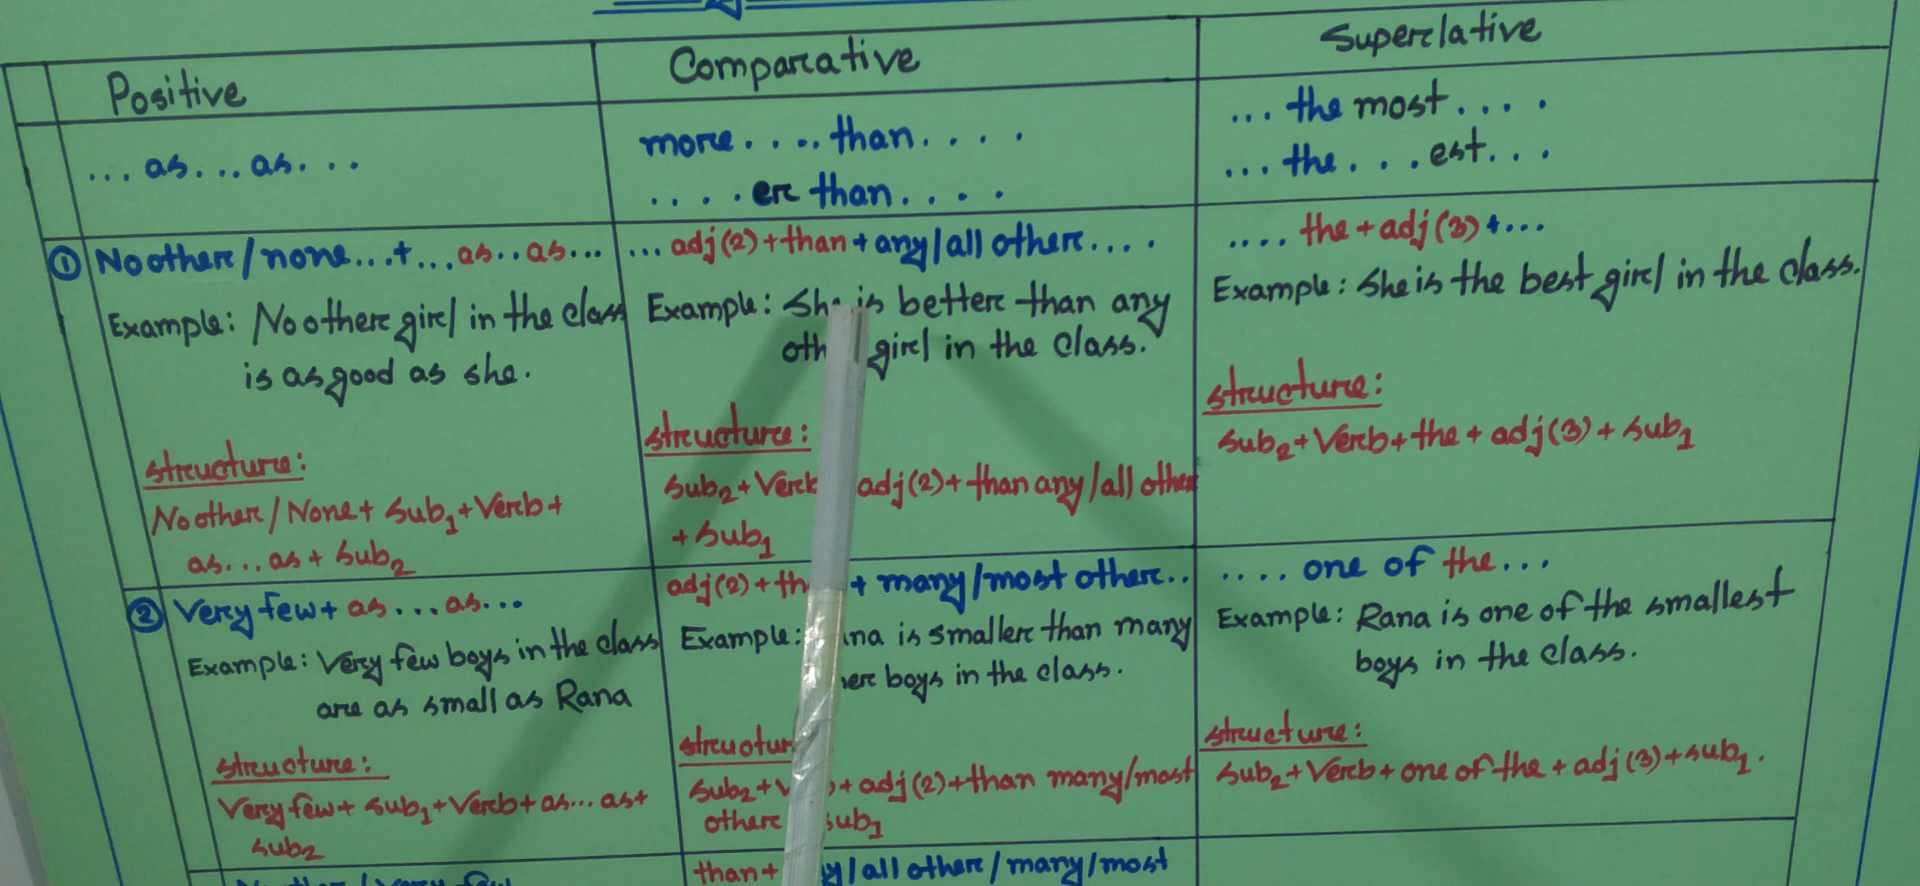 Positive
Comparative
Superlative
... as... as...
more.... than....
.... er than....
... the most....
... the... est...
① No other/none...+... as.. as...
Example: No other girl in the class
is as good as she.
structure:
No other/None+ Sub₁+Verb+
as... as + Sub₂
... adj(2)+than+any/all other....
Example: She is better than any
girl in the class.
structure:
Sub₂+ adj(2)+than any/all other
+ Sub₁
.... the+adj(3)+...
Example: She is the best girl in the class.
structure:
Sub₂+Verb+the+adj(3)+Sub₁
② Very few+ as... as...
Example: Very few boys in the class
are as small as Rana
structure:
Very few+ Sub₁+Verb+as... as+
Sub₂
adj(2)+ + many/most other..
Example: is smaller than many
boys in the class.
Sub₂+ + adj(2)+than many/most
other Sub₁
.... one of the...
Example: Rana is one of the smallest
boys in the class.
structure:
Sub₂+Verb+one of the+adj(3)+Sub₁.
than+ /all other/many/most